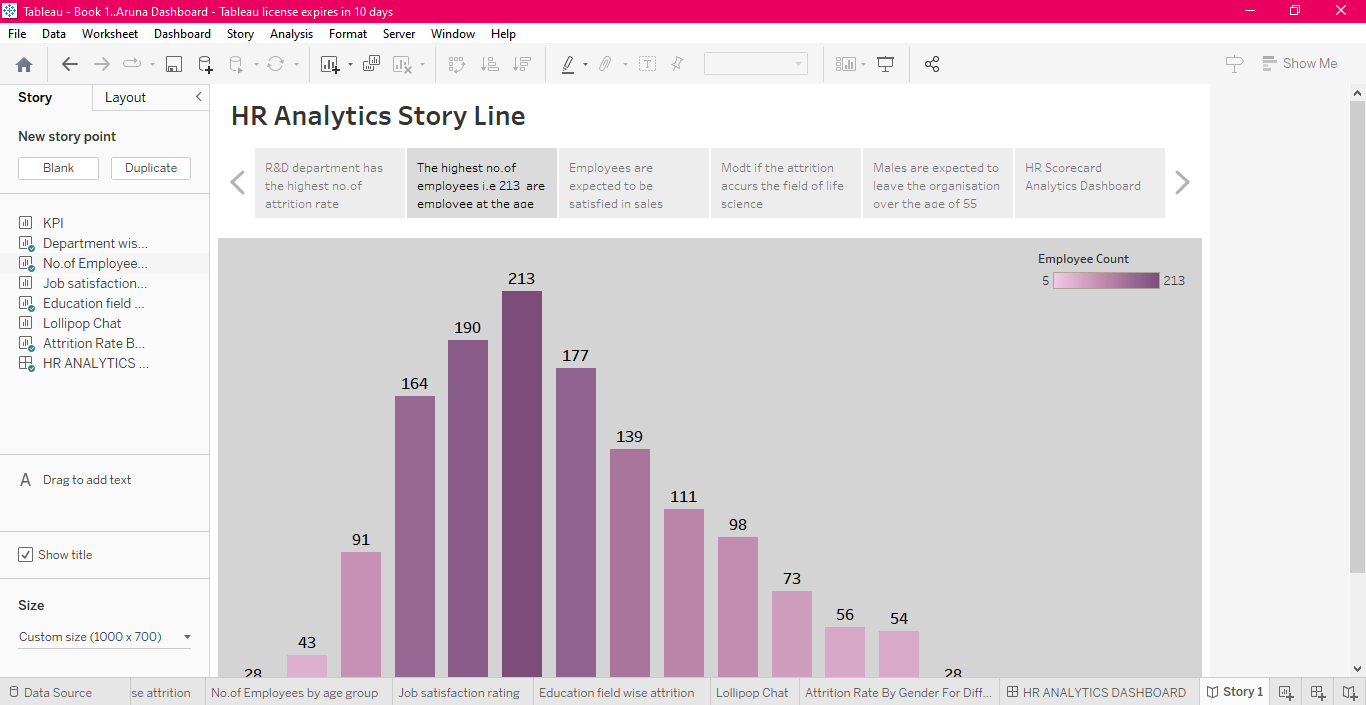 Tableau - Book 1..Aruna Dashboard - Tableau license expires in 10 days
File Data Worksheet Dashboard Story Analysis Format Server Window Help
Show Me
Story Layout
New story point
Blank Duplicate
KPI
Department wis...
No.of Employee...
Job satisfaction...
Education field ...
Lollipop Chat
Attrition Rate B...
HR ANALYTICS ...
A Drag to add text
Show title
Size
Custom size (1000 x 700)
HR Analytics Story Line
R&D department has
the highest no.of
attrition rate
The highest no.of
employees i.e 213 are
employee at the age
Employees are
expected to be
satisfied in sales
Modt if the attrition
accurs the field of life
science
Males are expected to
leave the organisation
over the age of 55
HR Scorecard
Analytics Dashboard
Employee Count
5 213
28
43
91
164
190
213
177
139
111
98
73
56
54
28
Data Source se attrition No.of Employees by age group Job satisfaction rating Education field wise attrition Lollipop Chat Attrition Rate By Gender For Diff... HR ANALYTICS DASHBOARD Story 1